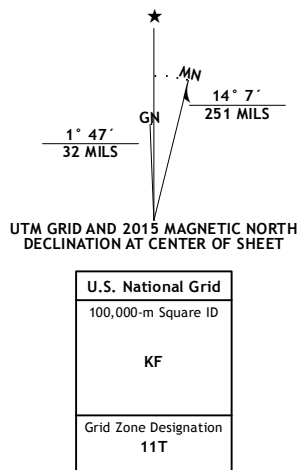 MN
GN
14° 7´
251 MILS
1° 47´
32 MILS
UTM GRID AND 2015 MAGNETIC NORTH
DECLINATION AT CENTER OF SHEET
U.S. National Grid
100,000-m Square ID
KF
Grid Zone Designation
11T